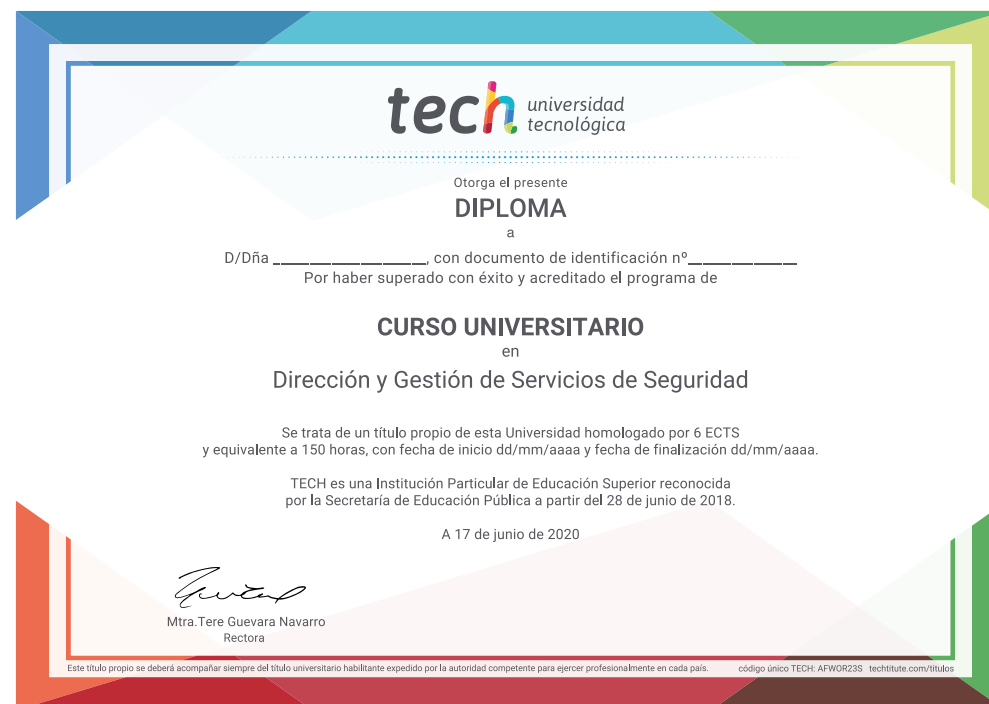 tech universidad
tecnológica
Otorga el presente
DIPLOMA
a
D/Dña ____________________, con documento de identificación nº______________
Por haber superado con éxito y acreditado el programa de
CURSO UNIVERSITARIO
en
Dirección y Gestión de Servicios de Seguridad
Se trata de un título propio de esta Universidad homologado por 6 ECTS
y equivalente a 150 horas, con fecha de inicio dd/mm/aaaa y fecha de finalización dd/mm/aaaa.
TECH es una Institución Particular de Educación Superior reconocida
por la Secretaría de Educación Pública a partir del 28 de junio de 2018.
A 17 de junio de 2020
Mtra.Tere Guevara Navarro
Rectora
Este título propio se deberá acompañar siempre del título universitario habilitante expedido por la autoridad competente para ejercer profesionalmente en cada país. código único TECH: AFWOR23S techtitute.com/titulos